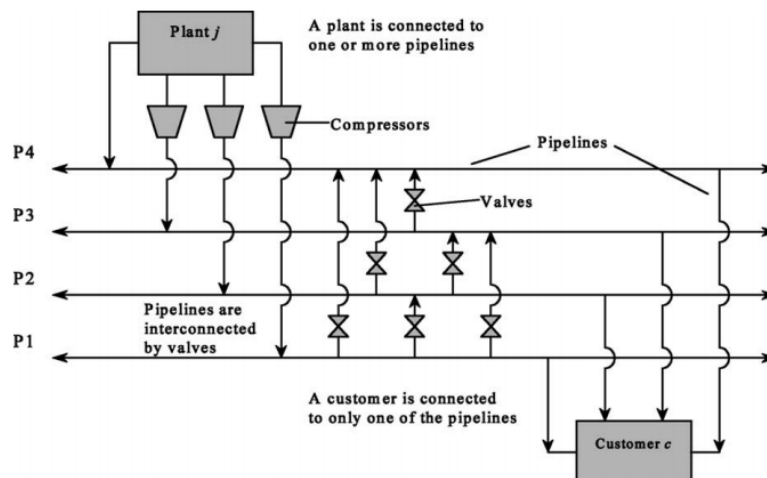 Plant j
A plant is connected to
one or more pipelines
Compressors
Pipelines
P4
Valves
P3
P2
Pipelines are
interconnected
by valves
P1
A customer is connected
to only one of the pipelines
Customer c